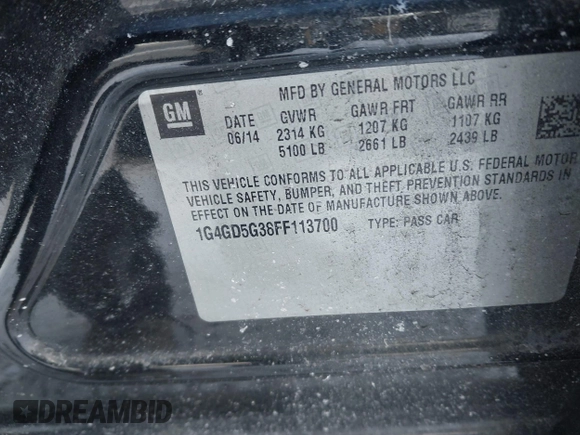 MFD BY GENERAL MOTORS LLC
GM
DATE GVWR GAWR FRT GAWR RR
06/14 2314 KG 1207 KG 1107 KG
5100 LB 2661 LB 2439 LB
THIS VEHICLE CONFORMS TO ALL APPLICABLE U.S. FEDERAL MOTOR
VEHICLE SAFETY, BUMPER, AND THEFT PREVENTION STANDARDS IN
EFFECT ON THE DATE OF MANUFACTURE SHOWN ABOVE.
1G4GD5G38FF113700 TYPE: PASS CAR
DREAMBID